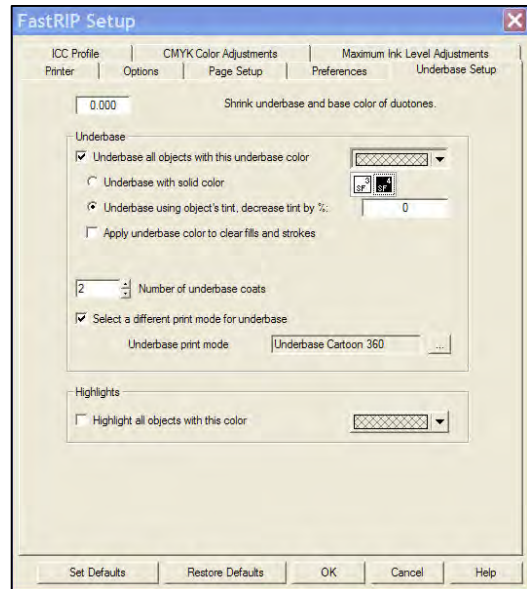 FastRIP Setup
ICC Profile CMYK Color Adjustments Maximum Ink Level Adjustments
Printer Options Page Setup Preferences Underbase Setup
0.000 Shrink underbase and base color of duotones.
Underbase
Underbase all objects with this underbase color
Underbase with solid color
3 4
SF SF
Underbase using object's tint, decrease tint by %: 0
Apply underbase color to clear fills and strokes
2 Number of underbase coats
Select a different print mode for underbase
Underbase print mode Underbase Cartoon 360 ...
Highlights
Highlight all objects with this color
Set Defaults Restore Defaults OK Cancel Help